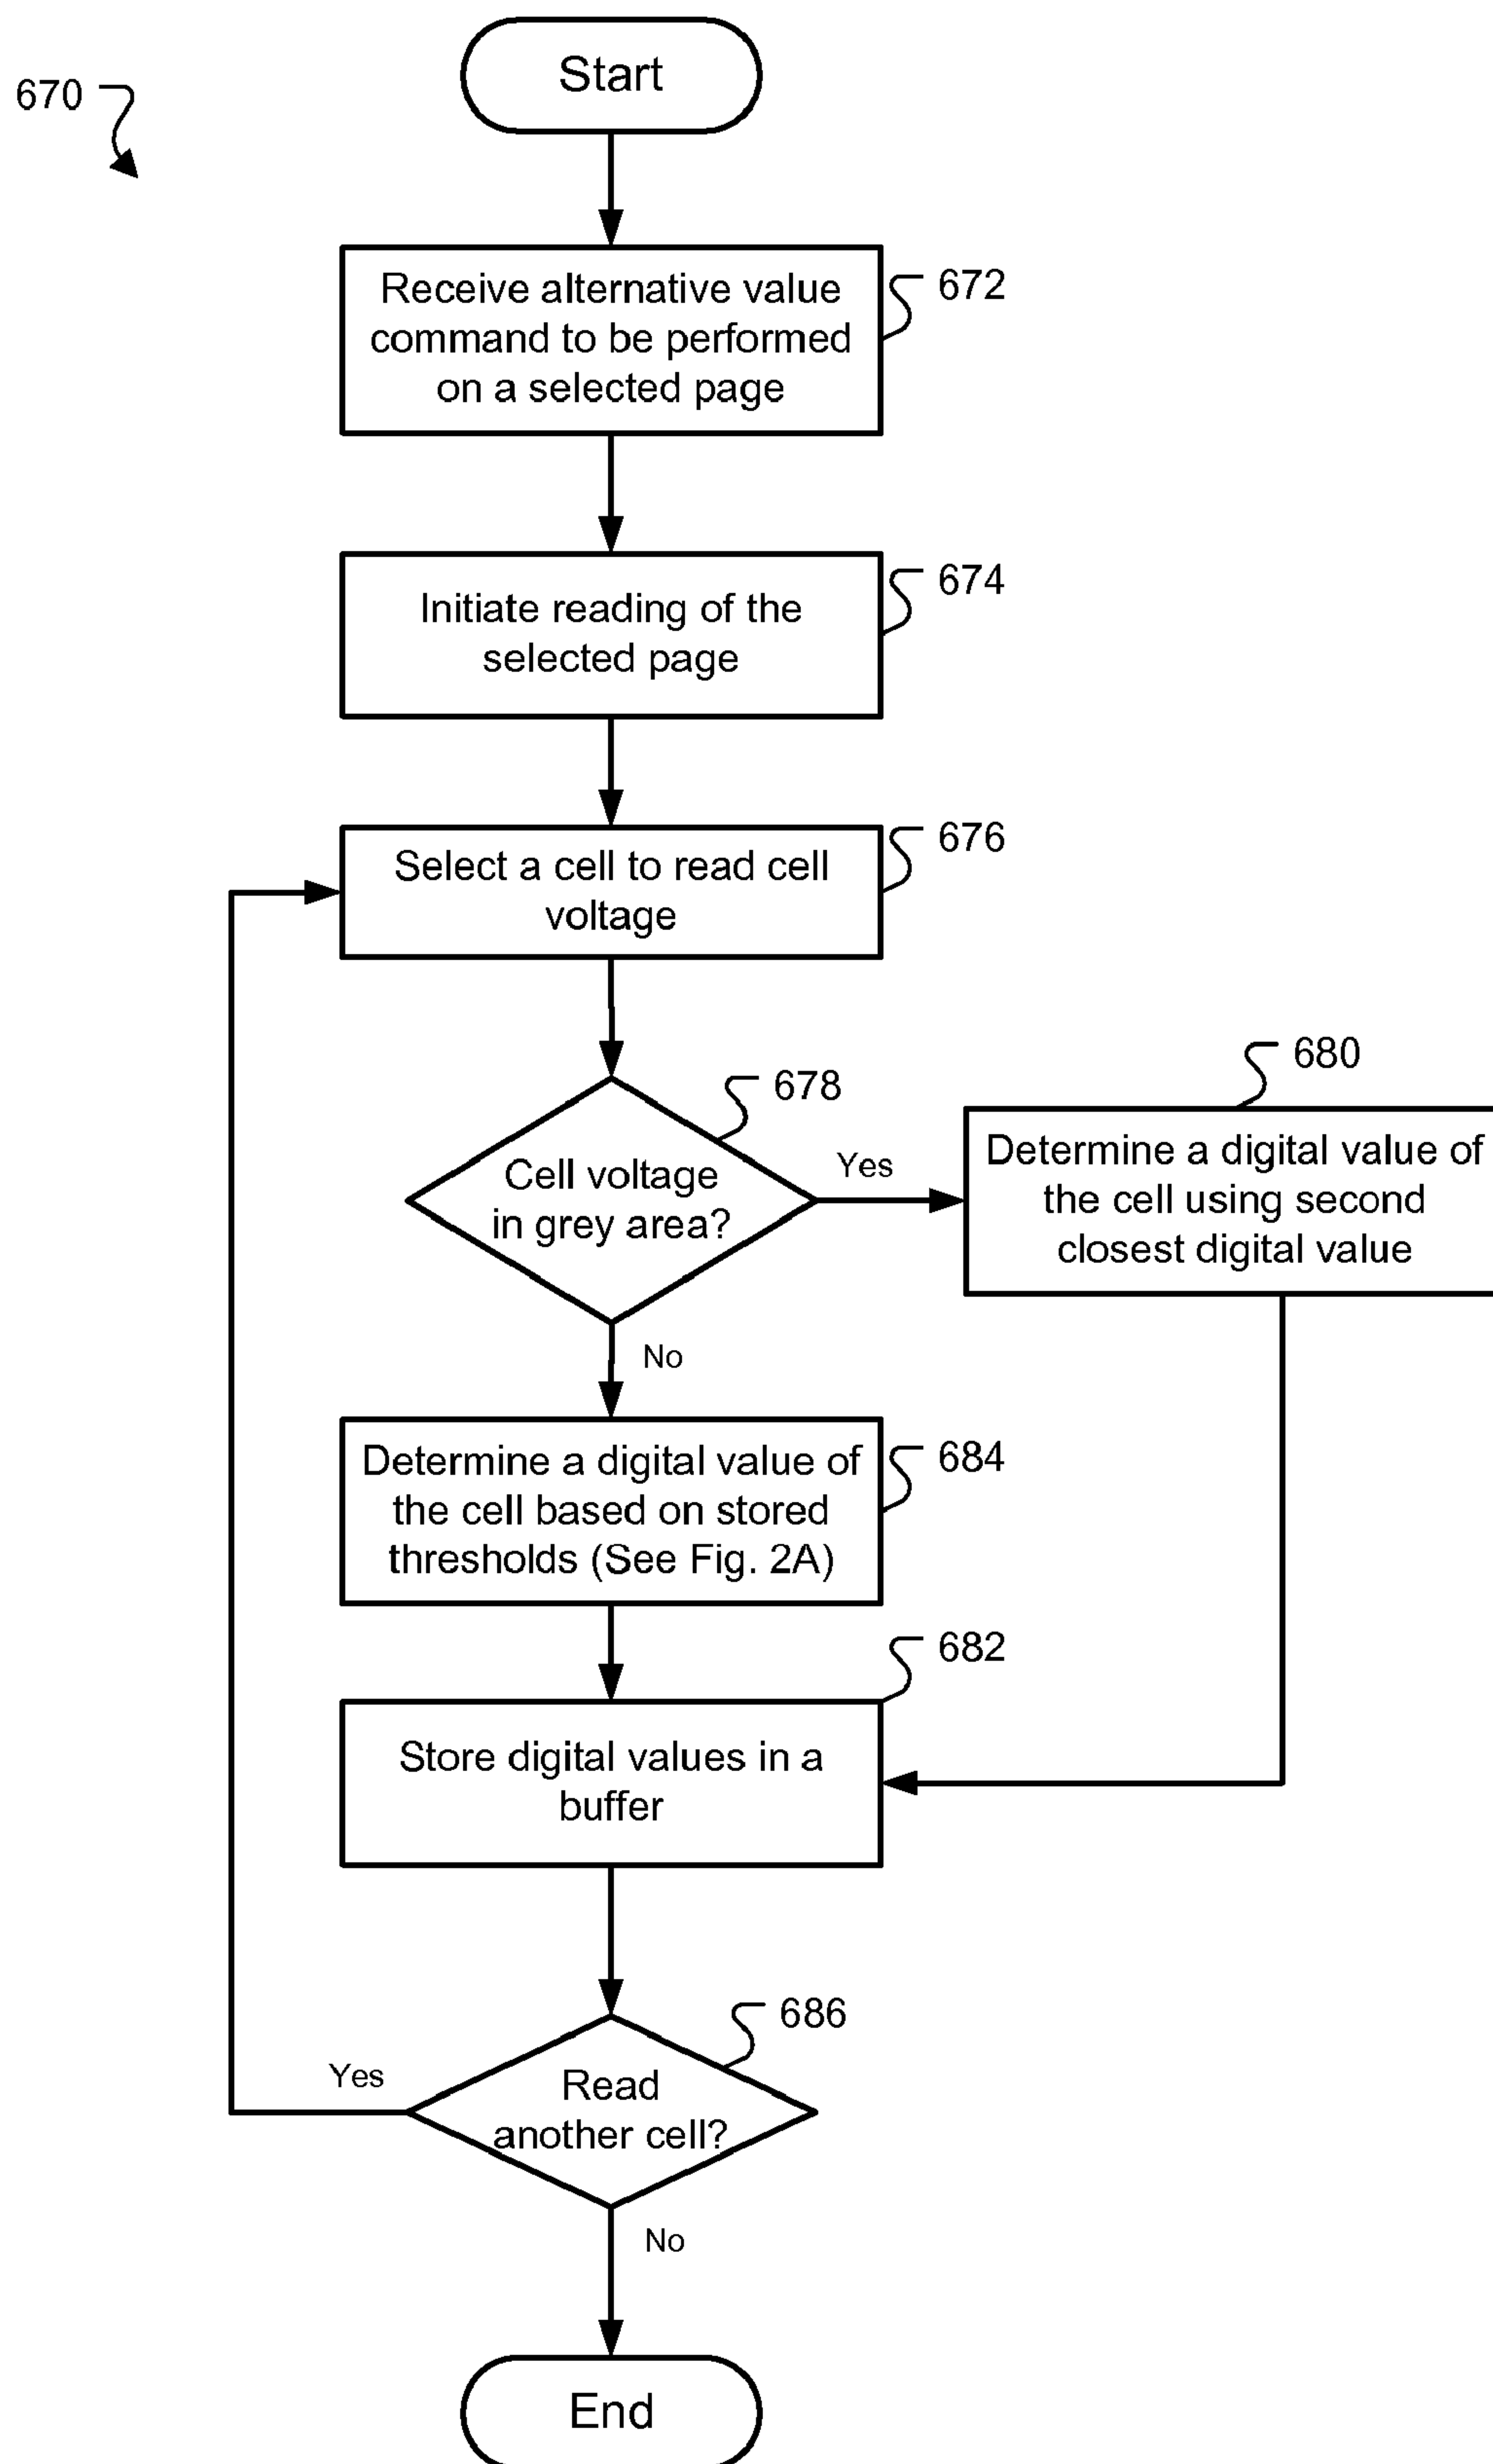 Start
670
Receive alternative value
command to be performed
on a selected page
672
Initiate reading of the
selected page
674
Select a cell to read cell
voltage
676
Cell voltage
in grey area?
678
Yes
680
Determine a digital value of
the cell using second
closest digital value
No
Determine a digital value of
the cell based on stored
thresholds (See Fig. 2A)
684
682
Store digital values in a
buffer
686
Read
another cell?
Yes
No
End